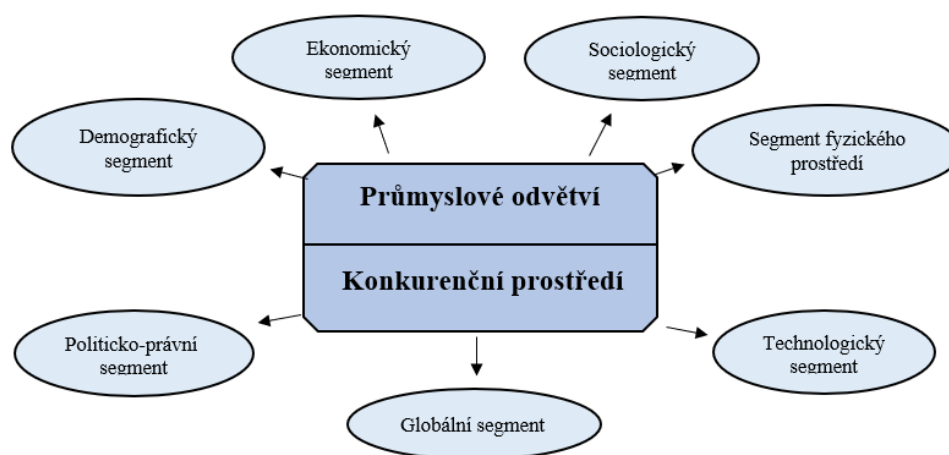 Ekonomický
segment
Sociologický
segment
Demografický
segment
Segment fyzického
prostředí
Průmyslové odvětví
Konkurenční prostředí
Politicko-právní
segment
Technologický
segment
Globální segment